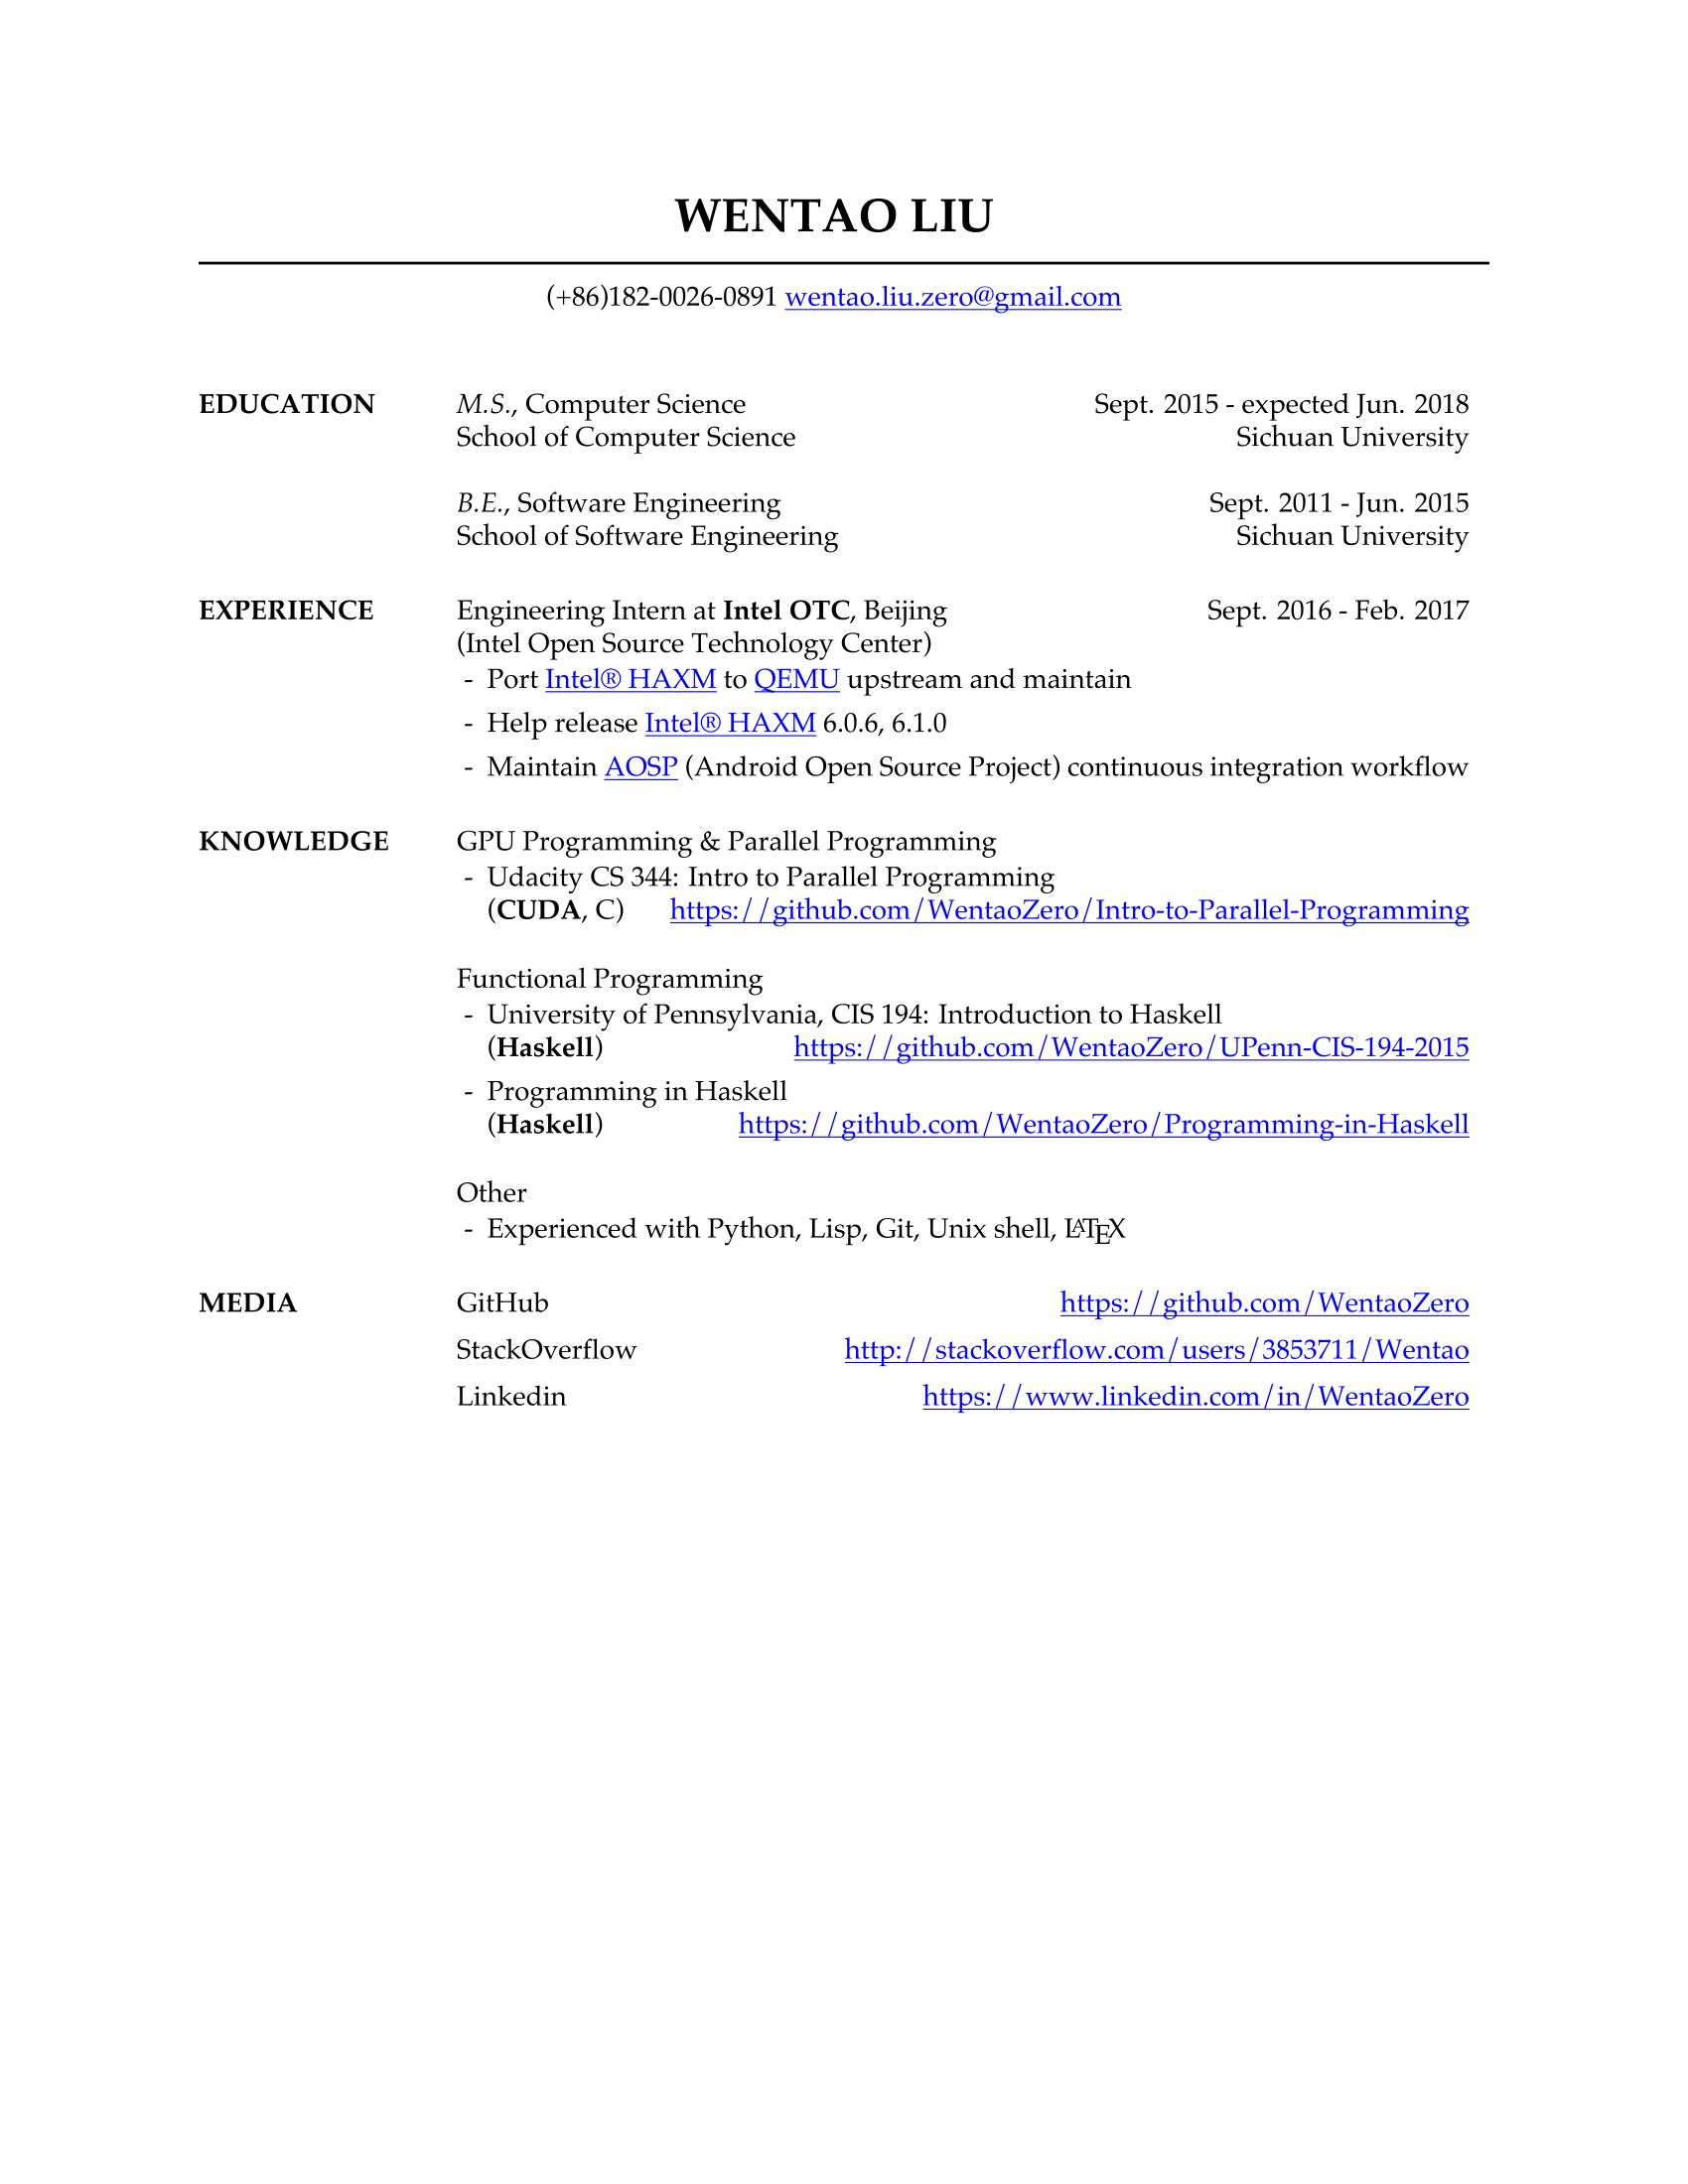 WENTAO LIU
(+86)182-0026-0891 wentao.liu.zero@gmail.com
EDUCATION M.S., Computer Science Sept. 2015 - expected Jun. 2018
School of Computer Science Sichuan University
B.E., Software Engineering Sept. 2011 - Jun. 2015
School of Software Engineering Sichuan University
EXPERIENCE Engineering Intern at Intel OTC, Beijing Sept. 2016 - Feb. 2017
(Intel Open Source Technology Center)
- Port Intel® HAXM to QEMU upstream and maintain
- Help release Intel® HAXM 6.0.6, 6.1.0
- Maintain AOSP (Android Open Source Project) continuous integration workflow
KNOWLEDGE GPU Programming & Parallel Programming
- Udacity CS 344: Intro to Parallel Programming
(CUDA, C) https://github.com/WentaoZero/Intro-to-Parallel-Programming
Functional Programming
- University of Pennsylvania, CIS 194: Introduction to Haskell
(Haskell) https://github.com/WentaoZero/UPenn-CIS-194-2015
- Programming in Haskell
(Haskell) https://github.com/WentaoZero/Programming-in-Haskell
Other
- Experienced with Python, Lisp, Git, Unix shell, LATEX
MEDIA GitHub https://github.com/WentaoZero
StackOverflow http://stackoverflow.com/users/3853711/Wentao
Linkedin https://www.linkedin.com/in/WentaoZero